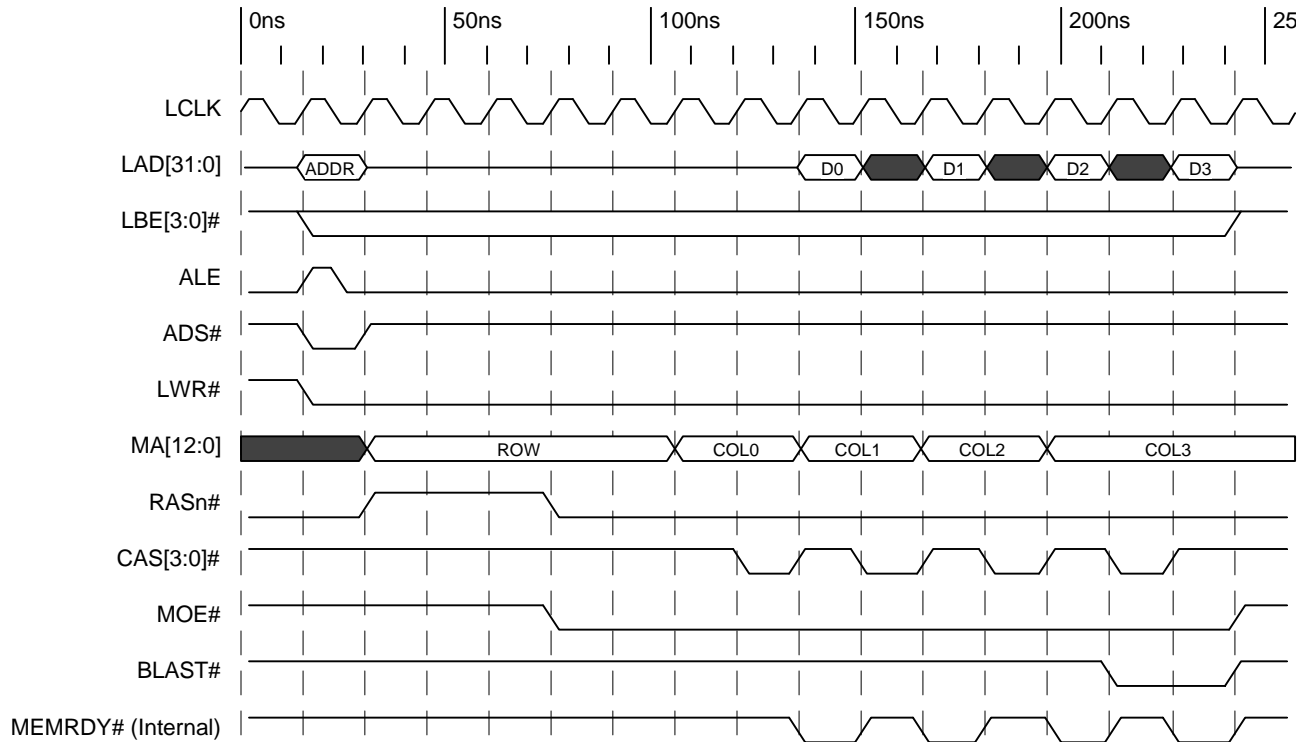 0ns 50ns 100ns 150ns 200ns 25
LCLK
LAD[31:0] ADDR D0 D1 D2 D3
LBE[3:0]#
ALE
ADS#
LWR#
MA[12:0] ROW COL0 COL1 COL2 COL3
RASn#
CAS[3:0]#
MOE#
BLAST#
MEMRDY# (Internal)